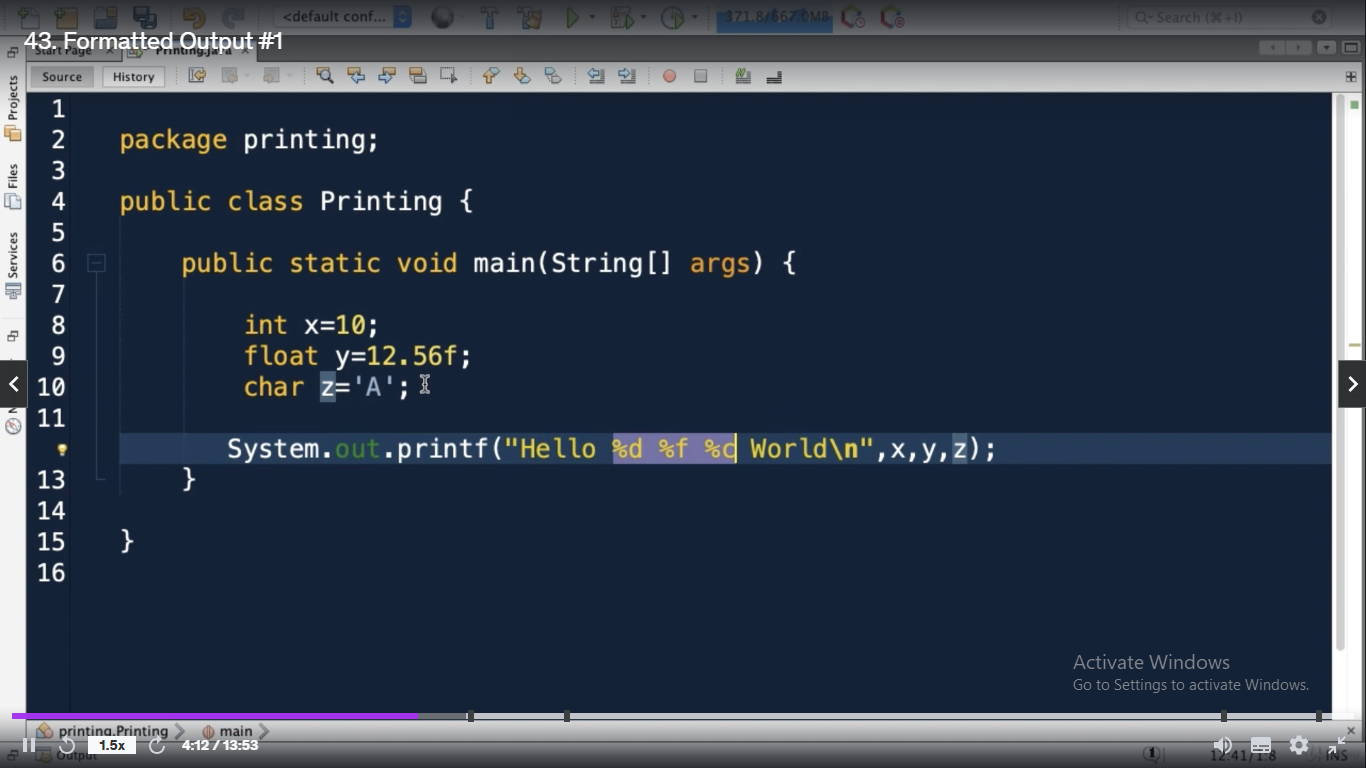 <default conf...
371.8/667.0MB
Search (⌘+I)
43. Formatted Output #1
Start Page
Printing.java
Source
History
Projects
Files
Services
1
2 package printing;
3
4 public class Printing {
5
6 public static void main(String[] args) {
7
8 int x=10;
9 float y=12.56f;
10 char z='A';
11
System.out.printf("Hello %d %f %c World\n",x,y,z);
13 }
14
15 }
16
Activate Windows
Go to Settings to activate Windows.
printing.Printing
main
1.5x
4:12 / 13:53
Output
1
12:41/1:8
INS